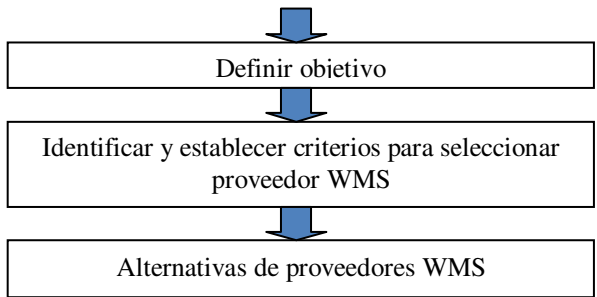 Definir objetivo
Identificar y establecer criterios para seleccionar
proveedor WMS
Alternativas de proveedores WMS